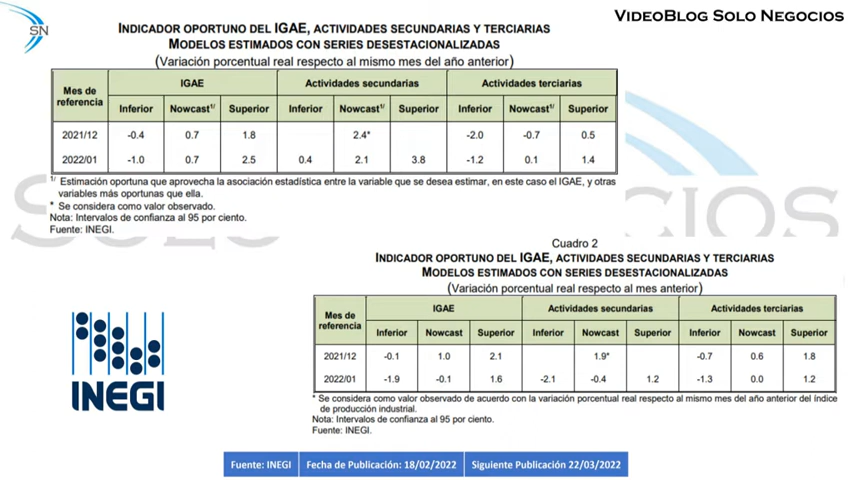 SN
VIDEOBLOG SOLO NEGOCIOS
INDICADOR OPORTUNO DEL IGAE, ACTIVIDADES SECUNDARIAS Y TERCIARIAS
MODELOS ESTIMADOS CON SERIES DESESTACIONALIZADAS
(Variación porcentual real respecto al mismo mes del año anterior)
Mes de referencia IGAE Actividades secundarias Actividades terciarias
Inferior Nowcast1/ Superior Inferior Nowcast1/ Superior Inferior Nowcast1/ Superior
2021/12 -0.4 0.7 1.8 2.4* -2.0 -0.7 0.5
2022/01 -1.0 0.7 2.5 0.4 2.1 3.8 -1.2 0.1 1.4
1/ Estimación oportuna que aprovecha la asociación estadística entre la variable que se desea estimar, en este caso el IGAE, y otras
variables más oportunas que ella.
* Se considera como valor observado.
Nota: Intervalos de confianza al 95 por ciento.
Fuente: INEGI.
Cuadro 2
INDICADOR OPORTUNO DEL IGAE, ACTIVIDADES SECUNDARIAS Y TERCIARIAS
MODELOS ESTIMADOS CON SERIES DESESTACIONALIZADAS
(Variación porcentual real respecto al mes anterior)
Mes de referencia IGAE Actividades secundarias Actividades terciarias
Inferior Nowcast Superior Inferior Nowcast Superior Inferior Nowcast Superior
2021/12 -0.1 1.0 2.1 1.9* -0.7 0.6 1.8
2022/01 -1.9 -0.1 1.6 -2.1 -0.4 1.2 -1.3 0.0 1.2
* Se considera como valor observado de acuerdo con la variación porcentual real respecto al mismo mes del año anterior del índice
de producción industrial.
Nota: Intervalos de confianza al 95 por ciento.
Fuente: INEGI.
INEGI
Fuente: INEGI Fecha de Publicación: 18/02/2022 Siguiente Publicación 22/03/2022